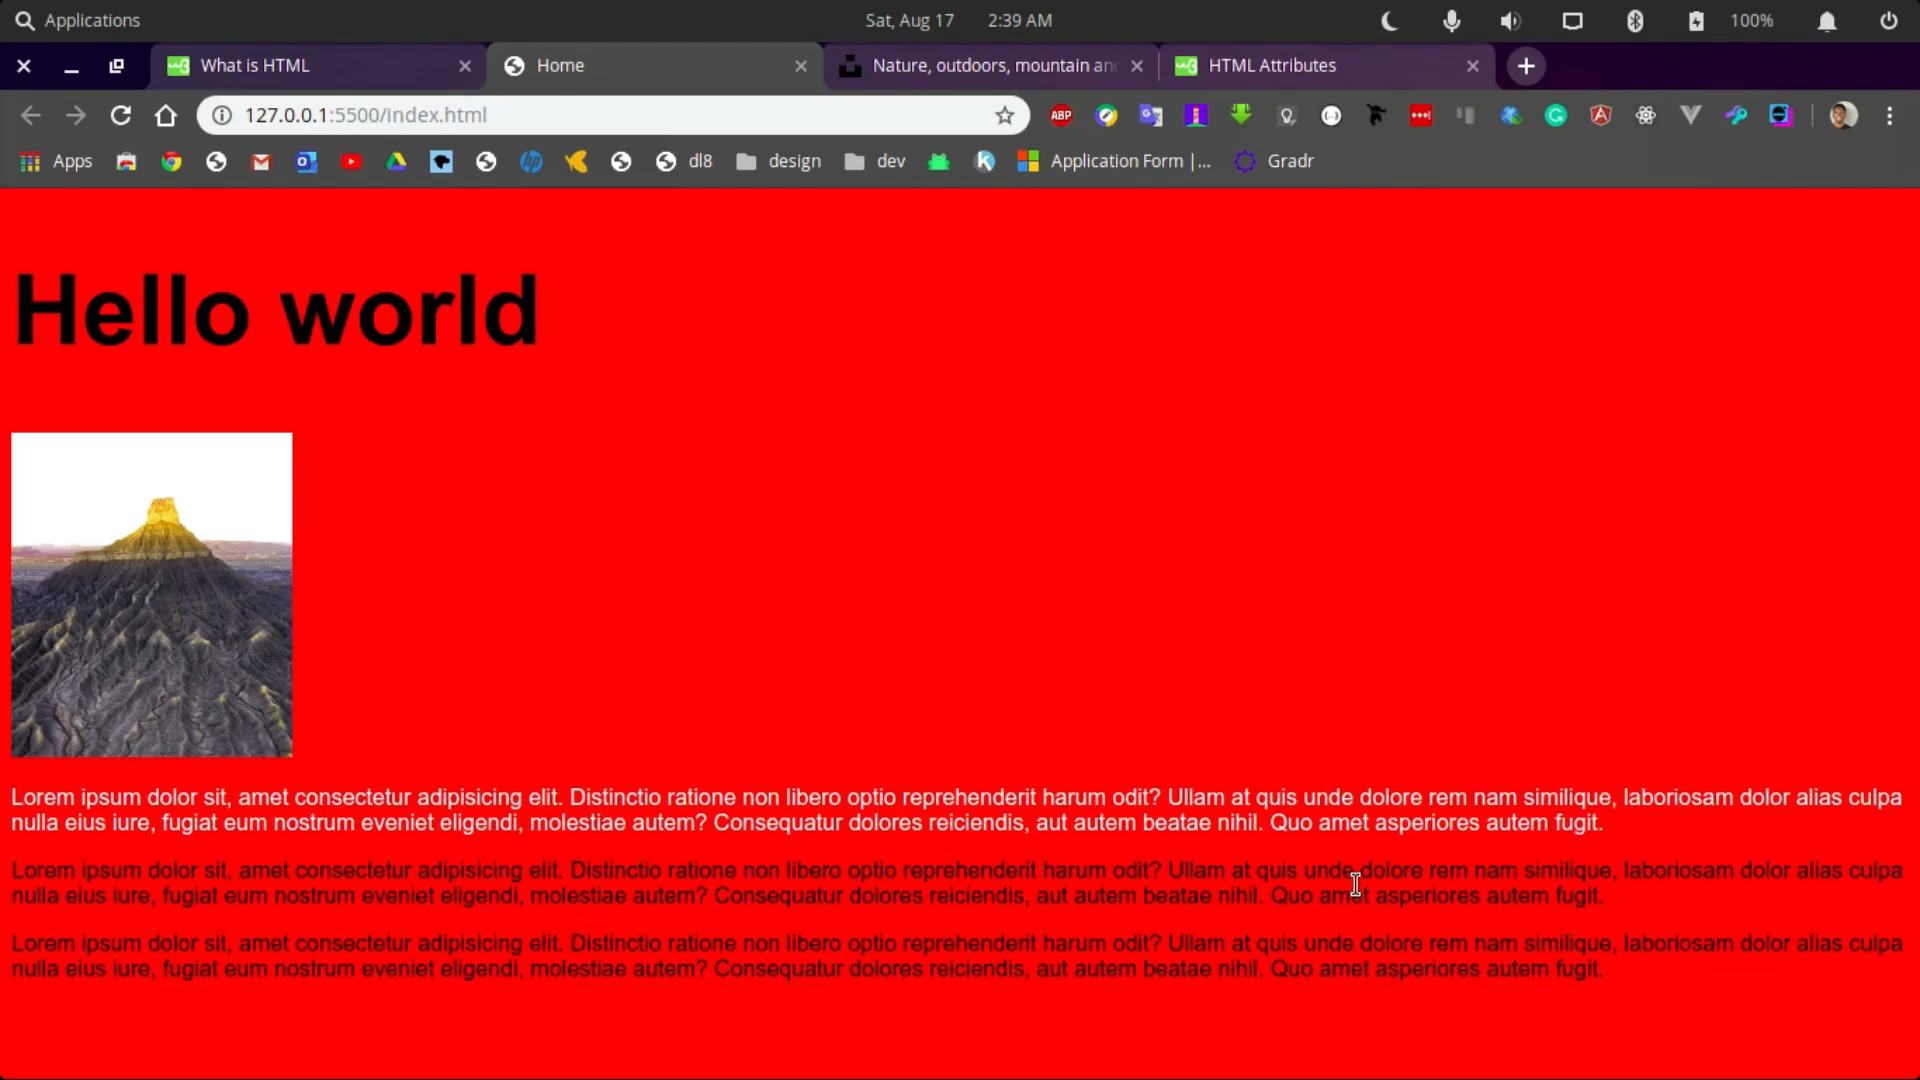 Applications
Sat, Aug 17 2:39 AM
100%
What is HTML
Home
Nature, outdoors, mountain an
HTML Attributes
127.0.0.1:5500/index.html
ABP
Apps
dl8
design
dev
Application Form |...
Gradr
Hello world
Lorem ipsum dolor sit, amet consectetur adipisicing elit. Distinctio ratione non libero optio reprehenderit harum odit? Ullam at quis unde dolore rem nam similique, laboriosam dolor alias culpa
nulla eius iure, fugiat eum nostrum eveniet eligendi, molestiae autem? Consequatur dolores reiciendis, aut autem beatae nihil. Quo amet asperiores autem fugit.
Lorem ipsum dolor sit, amet consectetur adipisicing elit. Distinctio ratione non libero optio reprehenderit harum odit? Ullam at quis unde dolore rem nam similique, laboriosam dolor alias culpa
nulla eius iure, fugiat eum nostrum eveniet eligendi, molestiae autem? Consequatur dolores reiciendis, aut autem beatae nihil. Quo amet asperiores autem fugit.
Lorem ipsum dolor sit, amet consectetur adipisicing elit. Distinctio ratione non libero optio reprehenderit harum odit? Ullam at quis unde dolore rem nam similique, laboriosam dolor alias culpa
nulla eius iure, fugiat eum nostrum eveniet eligendi, molestiae autem? Consequatur dolores reiciendis, aut autem beatae nihil. Quo amet asperiores autem fugit.